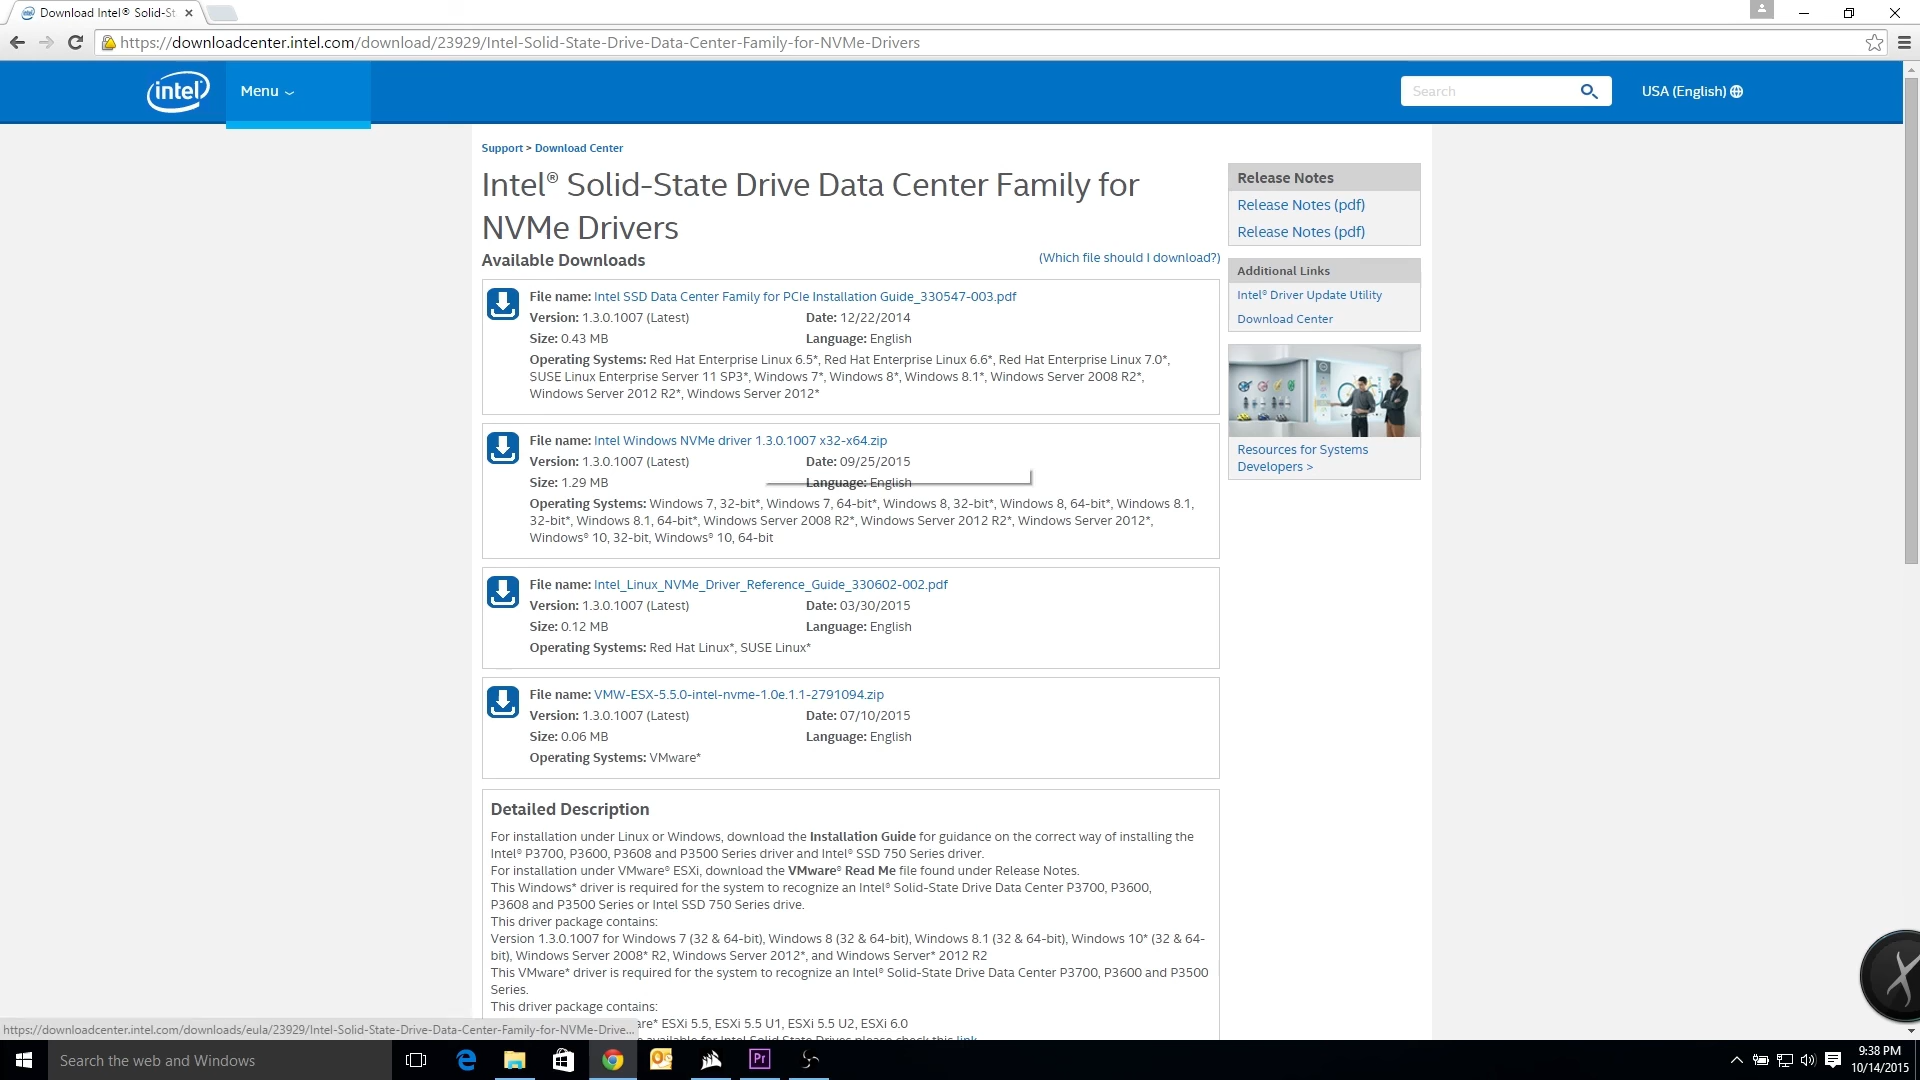 Download Intel® Solid-St
https://downloadcenter.intel.com/download/23929/Intel-Solid-State-Drive-Data-Center-Family-for-NVMe-Drivers
intel
Menu
Search
USA (English)
Support > Download Center
Intel® Solid-State Drive Data Center Family for
NVMe Drivers
Available Downloads
(Which file should I download?)
File name: Intel SSD Data Center Family for PCIe Installation Guide_330547-003.pdf
Version: 1.3.0.1007 (Latest) Date: 12/22/2014
Size: 0.43 MB Language: English
Operating Systems: Red Hat Enterprise Linux 6.5*, Red Hat Enterprise Linux 6.6*, Red Hat Enterprise Linux 7.0*,
SUSE Linux Enterprise Server 11 SP3*, Windows 7*, Windows 8*, Windows 8.1*, Windows Server 2008 R2*,
Windows Server 2012 R2*, Windows Server 2012*
File name: Intel Windows NVMe driver 1.3.0.1007 x32-x64.zip
Version: 1.3.0.1007 (Latest) Date: 09/25/2015
Size: 1.29 MB Language: English
Operating Systems: Windows 7, 32-bit*, Windows 7, 64-bit*, Windows 8, 32-bit*, Windows 8, 64-bit*, Windows 8.1,
32-bit*, Windows 8.1, 64-bit*, Windows Server 2008 R2*, Windows Server 2012 R2*, Windows Server 2012*,
Windows® 10, 32-bit, Windows® 10, 64-bit
File name: Intel_Linux_NVMe_Driver_Reference_Guide_330602-002.pdf
Version: 1.3.0.1007 (Latest) Date: 03/30/2015
Size: 0.12 MB Language: English
Operating Systems: Red Hat Linux*, SUSE Linux*
File name: VMW-ESX-5.5.0-intel-nvme-1.0e.1.1-2791094.zip
Version: 1.3.0.1007 (Latest) Date: 07/10/2015
Size: 0.06 MB Language: English
Operating Systems: VMware*
Detailed Description
For installation under Linux or Windows, download the Installation Guide for guidance on the correct way of installing the
Intel® P3700, P3600, P3608 and P3500 Series driver and Intel® SSD 750 Series driver.
For installation under VMware® ESXi, download the VMware® Read Me file found under Release Notes.
This Windows* driver is required for the system to recognize an Intel® Solid-State Drive Data Center P3700, P3600,
P3608 and P3500 Series or Intel SSD 750 Series drive.
This driver package contains:
Version 1.3.0.1007 for Windows 7 (32 & 64-bit), Windows 8 (32 & 64-bit), Windows 8.1 (32 & 64-bit), Windows 10* (32 & 64-
bit), Windows Server 2008* R2, Windows Server 2012*, and Windows Server* 2012 R2
This VMware* driver is required for the system to recognize an Intel® Solid-State Drive Data Center P3700, P3600 and P3500
Series.
This driver package contains:
are* ESXi 5.5, ESXi 5.5 U1, ESXi 5.5 U2, ESXi 6.0
Release Notes
Release Notes (pdf)
Release Notes (pdf)
Additional Links
Intel® Driver Update Utility
Download Center
Resources for Systems
Developers >
https://downloadcenter.intel.com/downloads/eula/23929/Intel-Solid-State-Drive-Data-Center-Family-for-NVMe-Drive...
Search the web and Windows
Pr
9:38 PM
10/14/2015